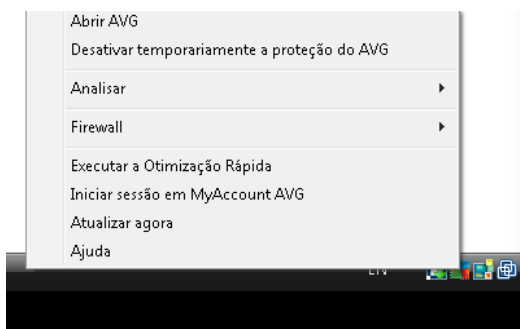 Abrir AVG
Desativar temporariamente a proteção do AVG
Analisar
Firewall
Executar a Otimização Rápida
Iniciar sessão em MyAccount AVG
Atualizar agora
Ajuda
EN